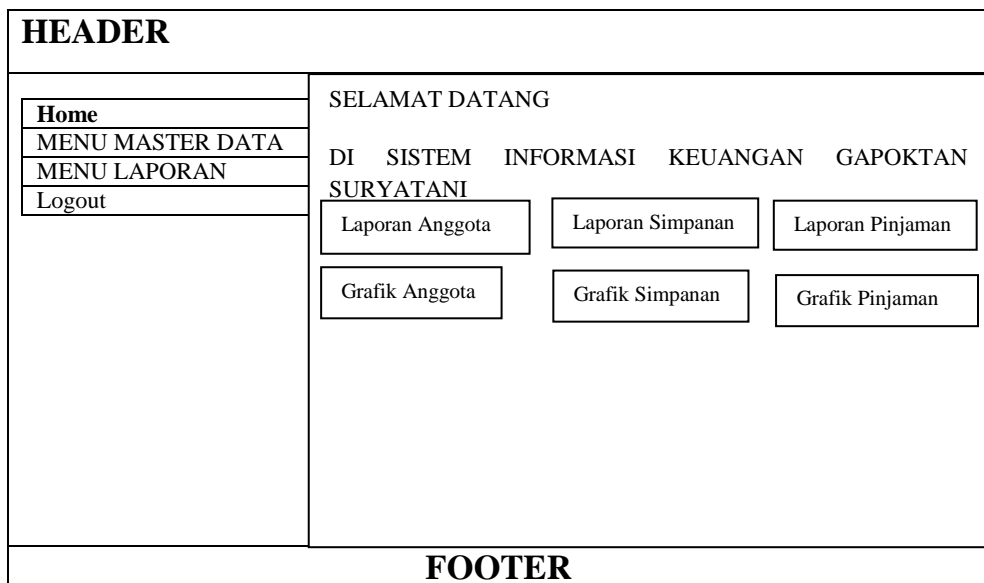 HEADER
Home
MENU MASTER DATA
MENU LAPORAN
Logout
SELAMAT DATANG
DI SISTEM INFORMASI KEUANGAN GAPOKTAN
SURYATANI
Laporan Anggota
Laporan Simpanan
Laporan Pinjaman
Grafik Anggota
Grafik Simpanan
Grafik Pinjaman
FOOTER